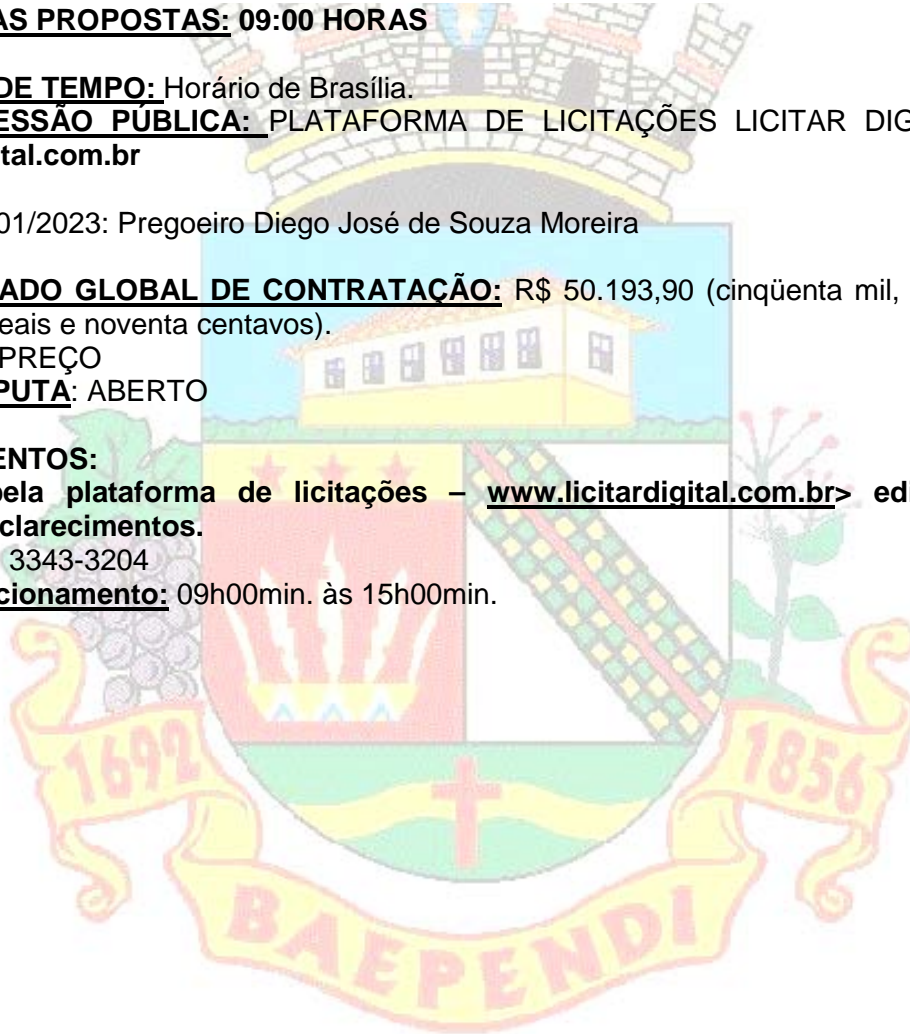 AS PROPOSTAS: 09:00 HORAS
DE TEMPO: Horário de Brasília.
ESSÃO PÚBLICA: PLATAFORMA DE LICITAÇÕES LICITAR DIG
tal.com.br
01/2023: Pregoeiro Diego José de Souza Moreira
ADO GLOBAL DE CONTRATAÇÃO: R$ 50.193,90 (cinqüenta mil,
eais e noventa centavos).
PREÇO
PUTA: ABERTO
ENTOS:
pela plataforma de licitações – www.licitardigital.com.br> ed
clarecimentos.
3343-3204
cionamento: 09h00min. às 15h00min.
1692
1856
BAEPENDI